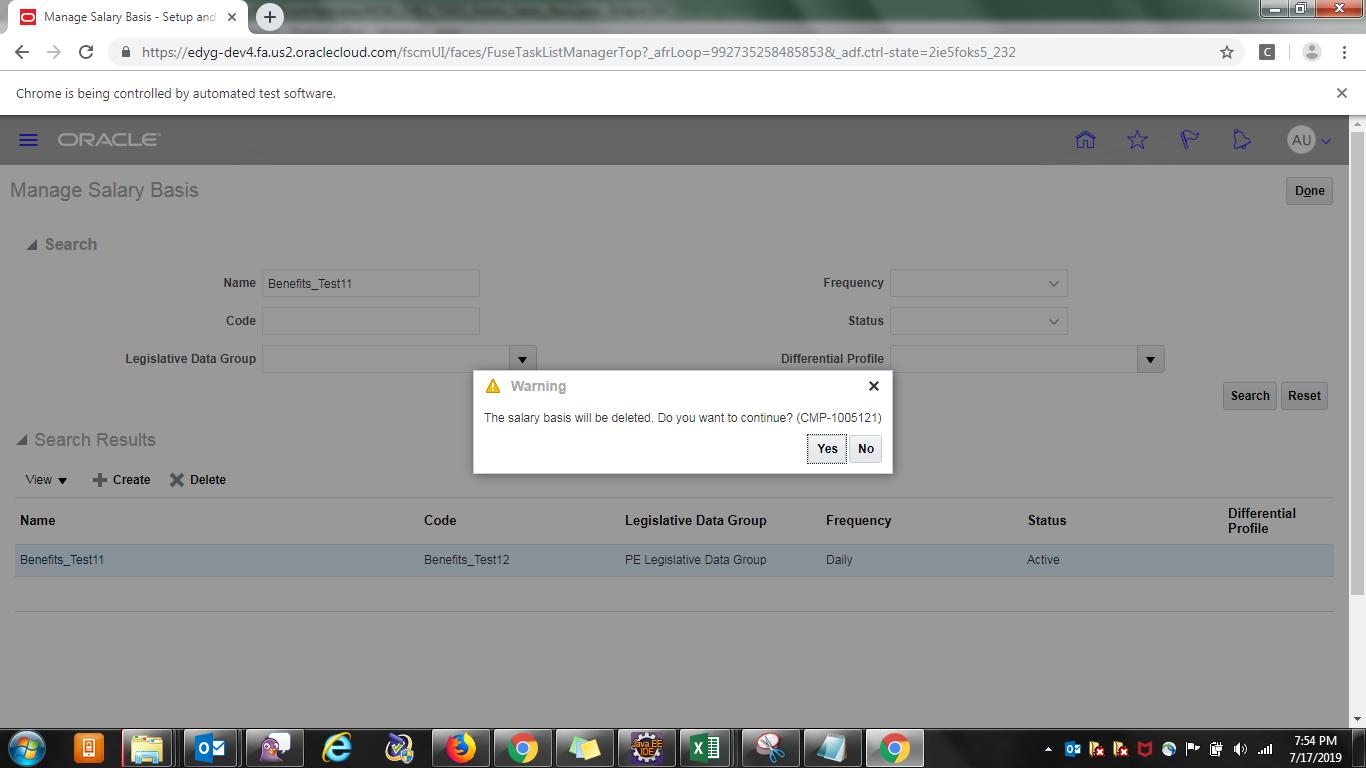 Manage Salary Basis - Setup and
https://edyg-dev4.fa.us2.oraclecloud.com/fscmUI/faces/FuseTaskListManagerTop?_afrLoop=992735258485853&_adf.ctrl-state=2ie5foks5_232
C
Chrome is being controlled by automated test software.
ORACLE
AU
Manage Salary Basis
Done
Search
Name Benefits_Test11 Frequency
Code Status
Legislative Data Group Differential Profile
Warning
The salary basis will be deleted. Do you want to continue? (CMP-1005121)
Yes No
Search Reset
Search Results
View Create Delete
Name Code Legislative Data Group Frequency Status Differential
Profile
Benefits_Test11 Benefits_Test12 PE Legislative Data Group Daily Active
Java EE
IDE
7:54 PM
7/17/2019